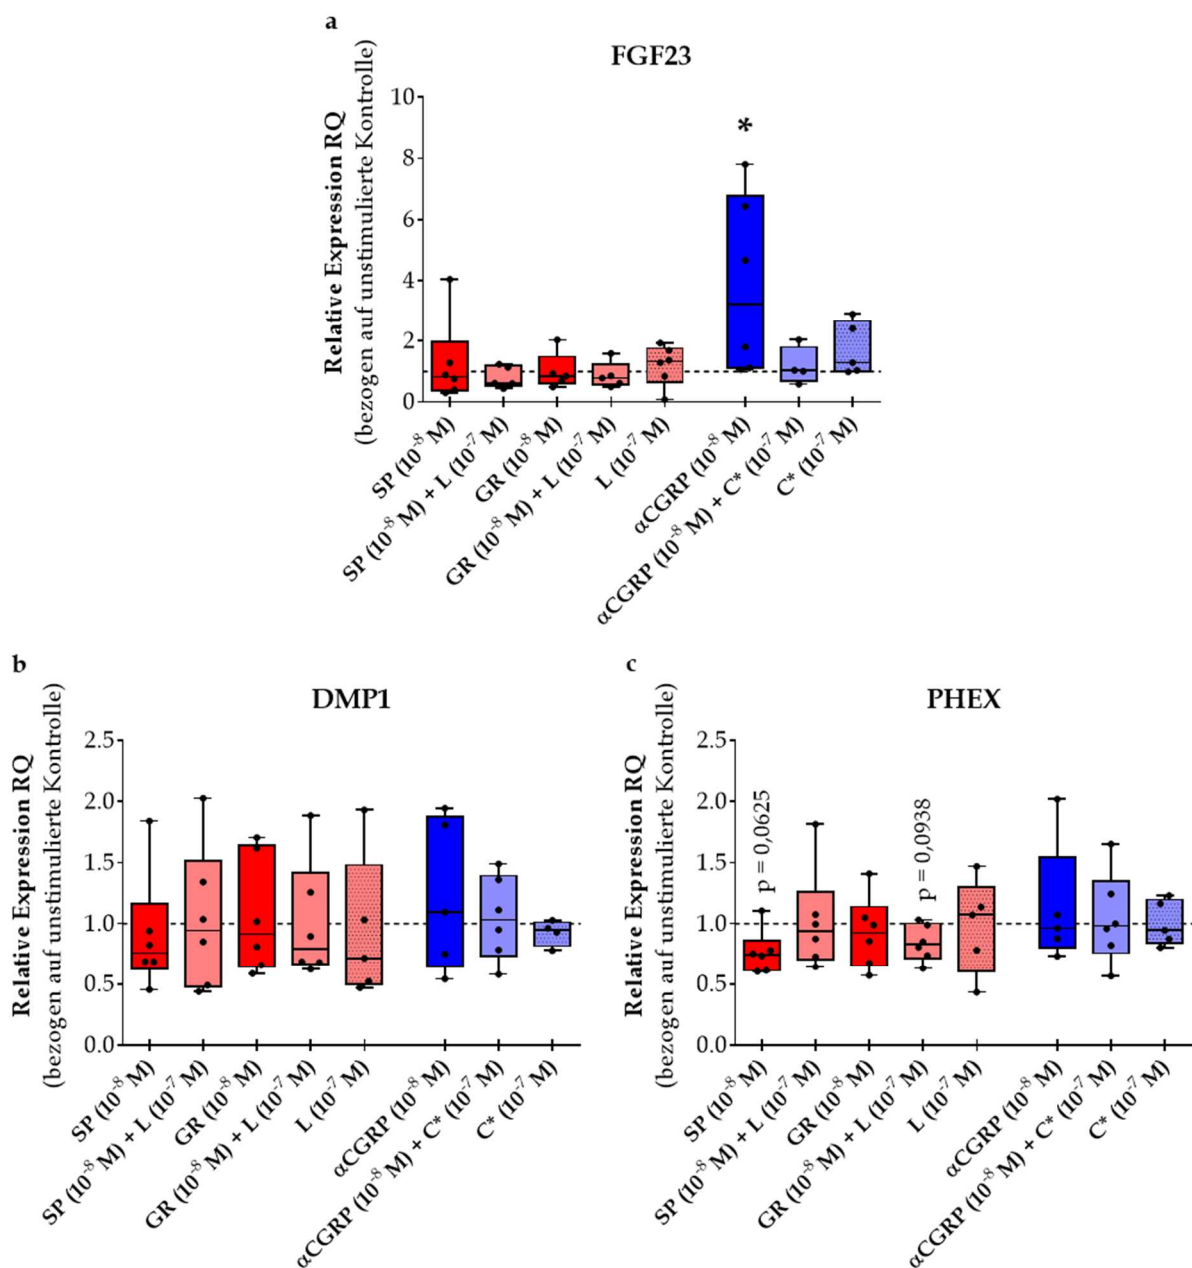 a
FGF23
Relative Expression RQ
(bezogen auf unstimulierte Kontrolle)
10
8
6
4
2
0
*
SP (10⁻⁸ M)
SP (10⁻⁸ M) + L (10⁻⁷ M)
GR (10⁻⁸ M)
GR (10⁻⁸ M) + L (10⁻⁷ M)
L (10⁻⁷ M)
αCGRP (10⁻⁸ M)
αCGRP (10⁻⁸ M) + C* (10⁻⁷ M)
C* (10⁻⁷ M)
b
DMP1
Relative Expression RQ
(bezogen auf unstimulierte Kontrolle)
2.5
2.0
1.5
1.0
0.5
0.0
SP (10⁻⁸ M)
SP (10⁻⁸ M) + L (10⁻⁷ M)
GR (10⁻⁸ M)
GR (10⁻⁸ M) + L (10⁻⁷ M)
L (10⁻⁷ M)
αCGRP (10⁻⁸ M)
αCGRP (10⁻⁸ M) + C* (10⁻⁷ M)
C* (10⁻⁷ M)
c
PHEX
Relative Expression RQ
(bezogen auf unstimulierte Kontrolle)
2.5
2.0
1.5
1.0
0.5
0.0
p = 0,0625
p = 0,0938
SP (10⁻⁸ M)
SP (10⁻⁸ M) + L (10⁻⁷ M)
GR (10⁻⁸ M)
GR (10⁻⁸ M) + L (10⁻⁷ M)
L (10⁻⁷ M)
αCGRP (10⁻⁸ M)
αCGRP (10⁻⁸ M) + C* (10⁻⁷ M)
C* (10⁻⁷ M)